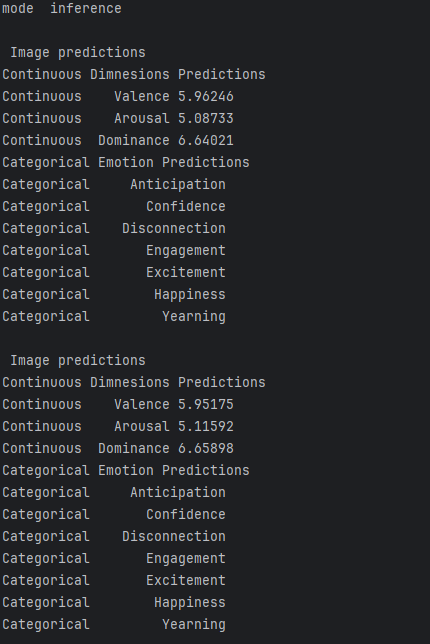 mode  inference
Image predictions
Continuous Dimnesions Predictions
Continuous    Valence 5.96246
Continuous    Arousal 5.08733
Continuous  Dominance 6.64021
Categorical Emotion Predictions
Categorical     Anticipation
Categorical       Confidence
Categorical    Disconnection
Categorical       Engagement
Categorical       Excitement
Categorical        Happiness
Categorical         Yearning
Image predictions
Continuous Dimnesions Predictions
Continuous    Valence 5.95175
Continuous    Arousal 5.11592
Continuous  Dominance 6.65898
Categorical Emotion Predictions
Categorical     Anticipation
Categorical       Confidence
Categorical    Disconnection
Categorical       Engagement
Categorical       Excitement
Categorical        Happiness
Categorical         Yearning